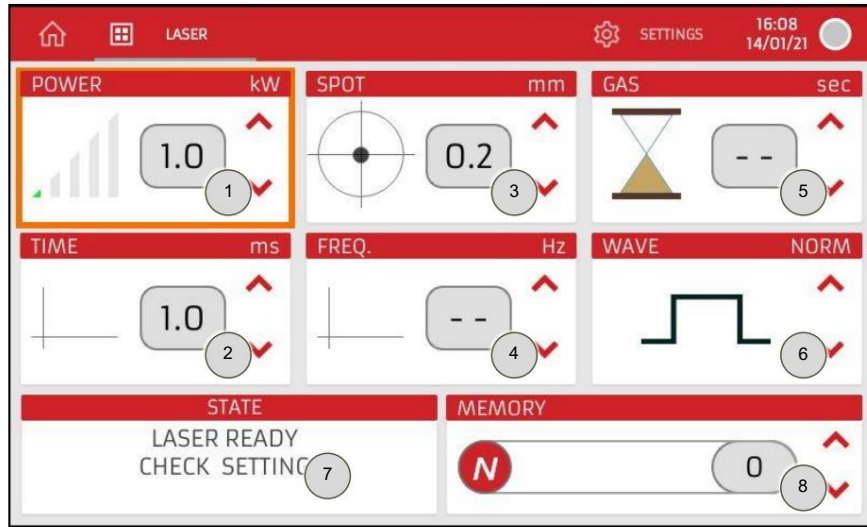 LASER SETTINGS 16:08
14/01/21
POWER kW SPOT mm GAS sec
1.0 0.2 - -
1 3 5
TIME ms FREQ. Hz WAVE NORM
1.0 - -
2 4 6
STATE MEMORY
LASER READY
CHECK SETTING
7
N 0
8